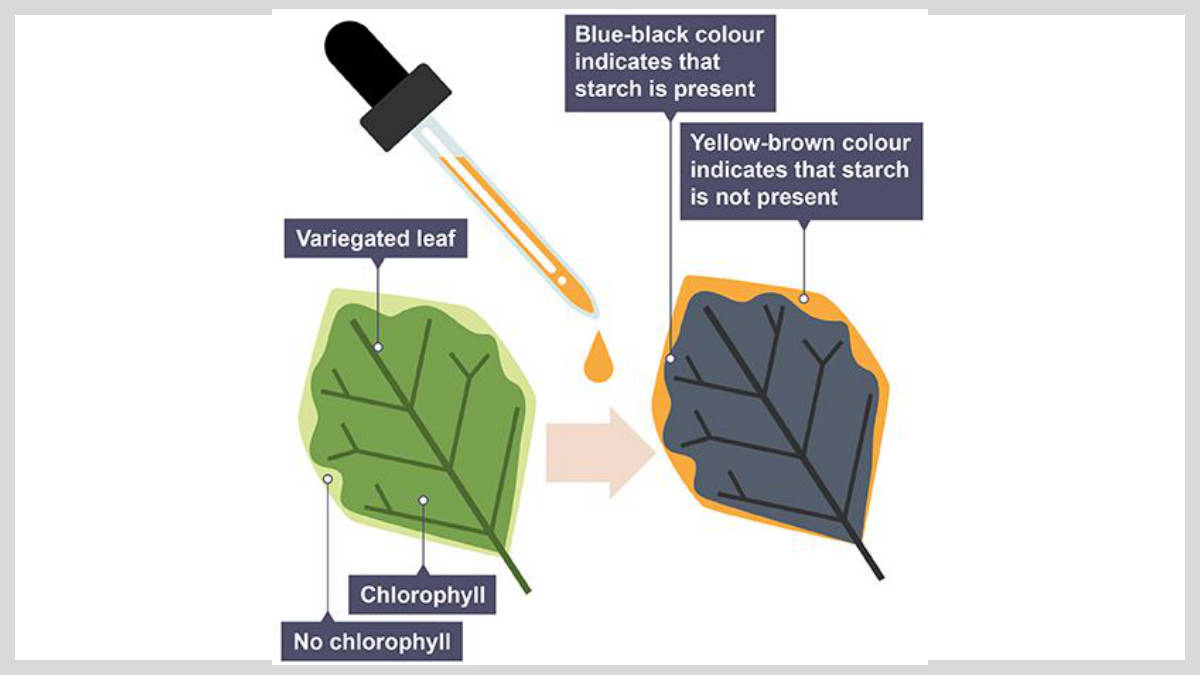 Blue-black colour
indicates that
starch is present
Yellow-brown colour
indicates that starch
is not present
Variegated leaf
Chlorophyll
No chlorophyll